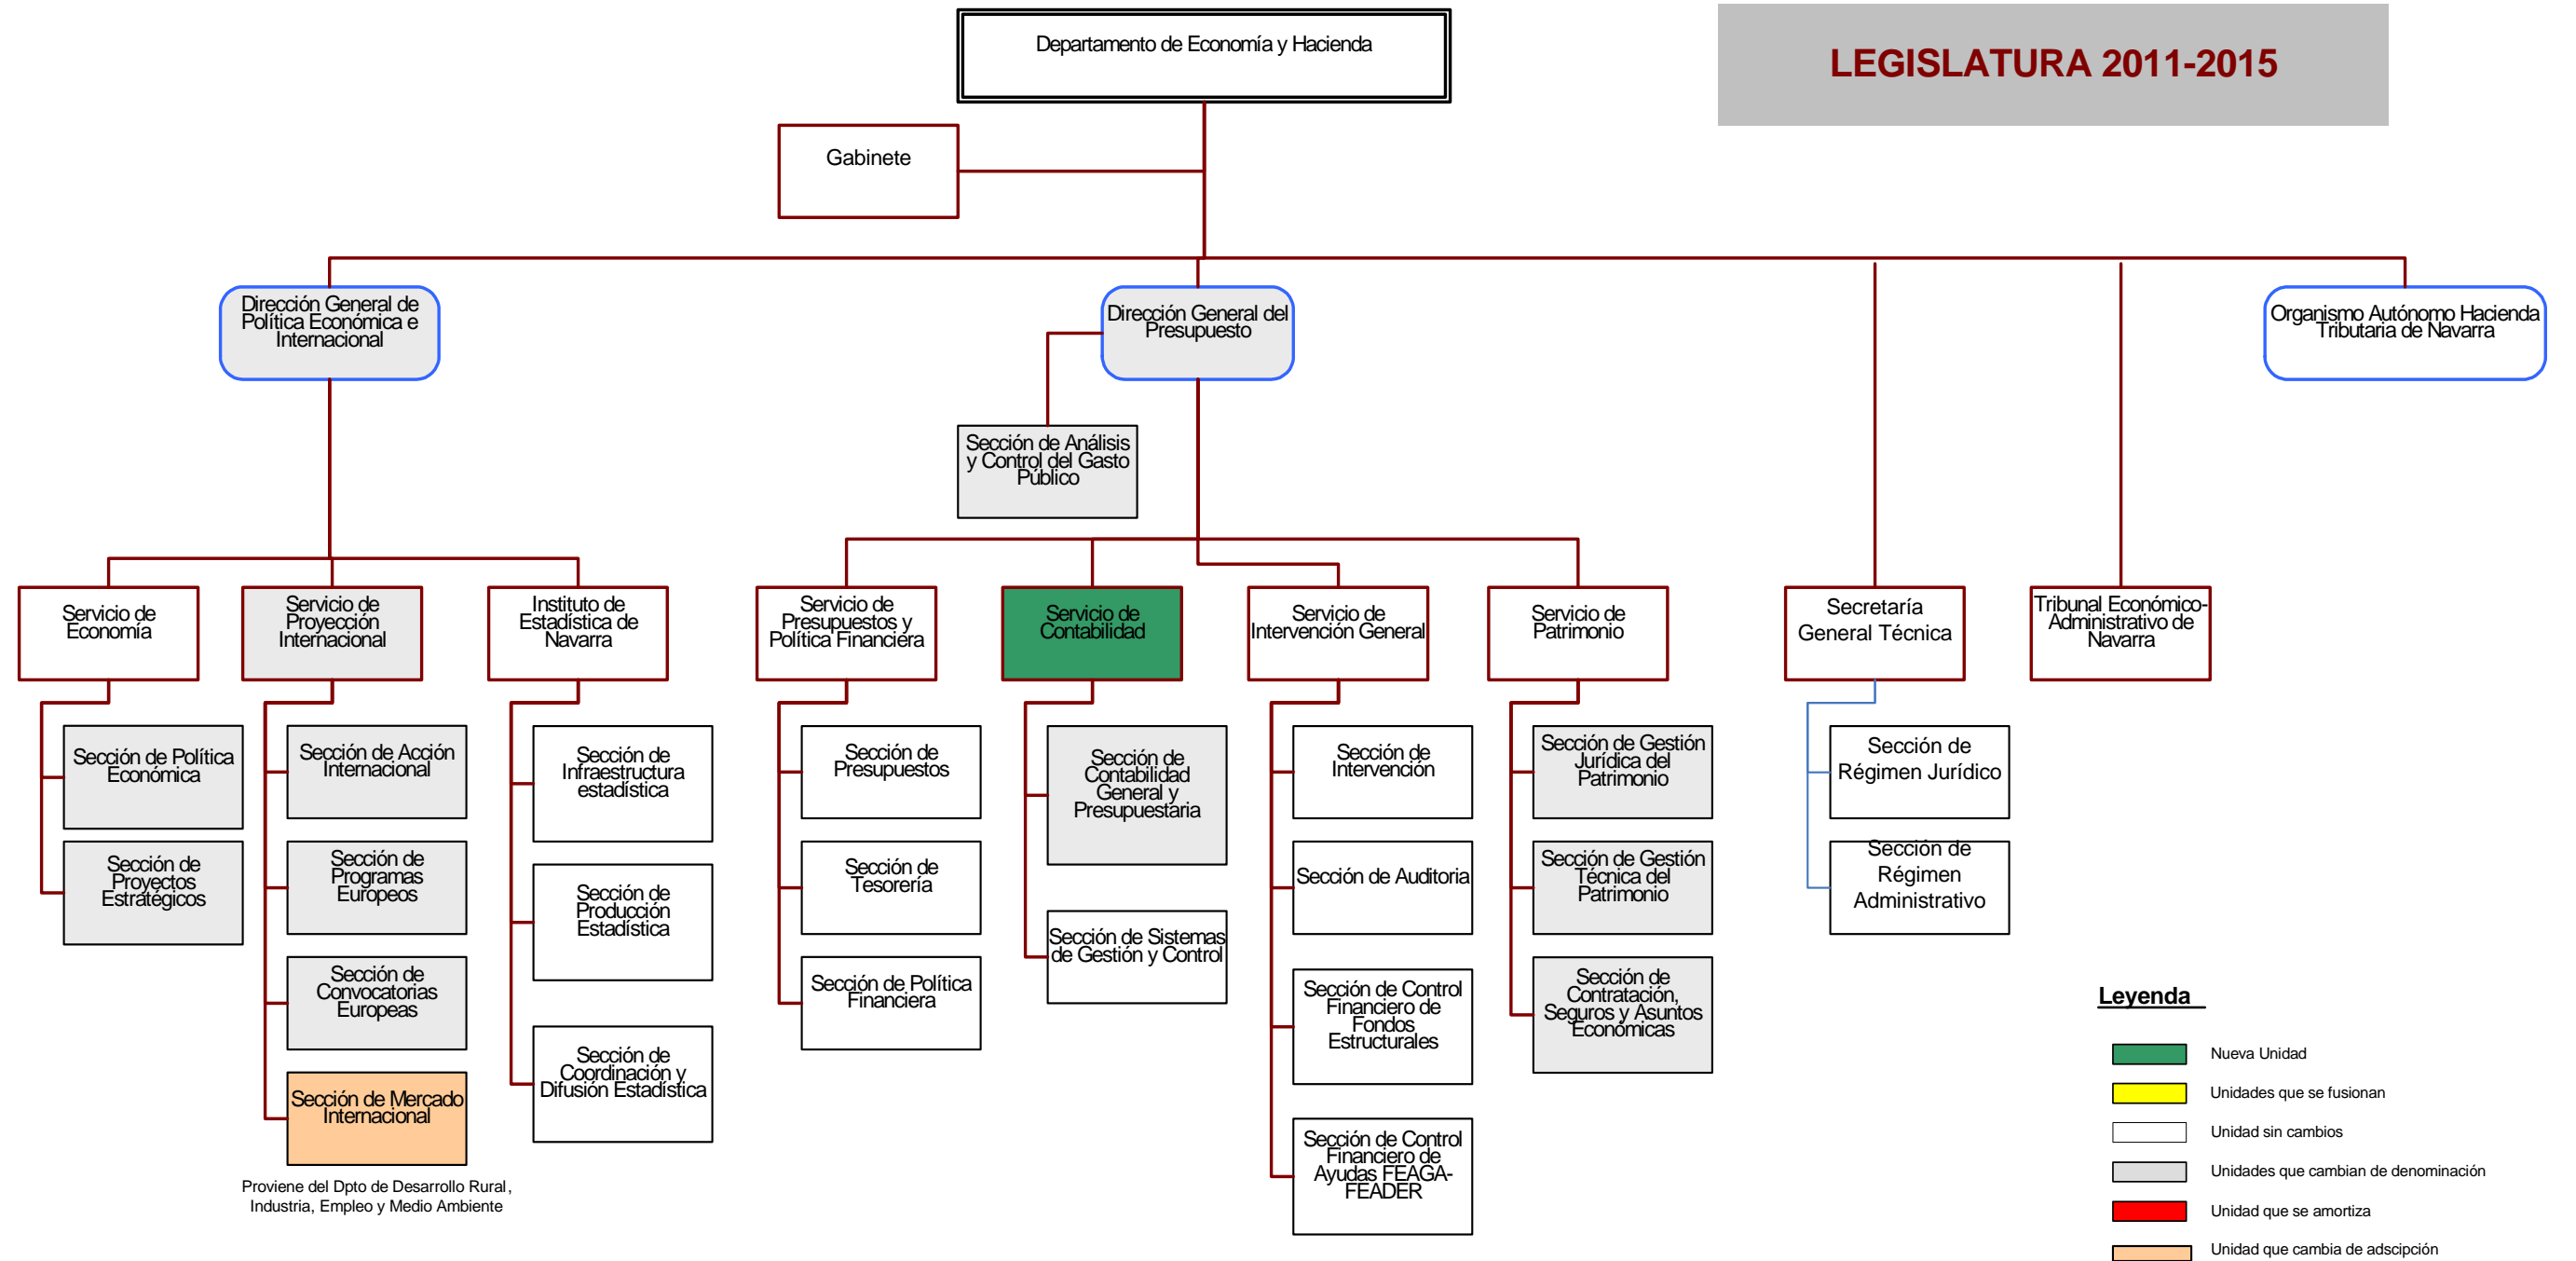 Departamento de Economía y Hacienda
LEGISLATURA 2011-2015
Gabinete
Dirección General de
Política Económica e
Internacional
Dirección General del
Presupuesto
Organismo Autónomo Hacienda
Tributaria de Navarra
Sección de Análisis
y Control del Gasto
Público
Servicio de
Economía
Servicio de
Proyección
Internacional
Instituto de
Estadística de
Navarra
Servicio de
Presupuestos y
Política Financiera
Servicio de
Contabilidad
Servicio de
Intervención General
Servicio de
Patrimonio
Secretaría
General Técnica
Tribunal Económico-
Administrativo de
Navarra
Sección de Política
Económica
Sección de
Proyectos
Estratégicos
Sección de Acción
Internacional
Sección de
Programas
Europeos
Sección de
Convocatorias
Europeas
Sección de Mercado
Internacional
Proviene del Dpto de Desarrollo Rural,
Industria, Empleo y Medio Ambiente
Sección de
Infraestructura
estadística
Sección de
Producción
Estadística
Sección de
Coordinación y
Difusión Estadística
Sección de
Presupuestos
Sección de
Tesorería
Sección de Política
Financiera
Sección de
Contabilidad
General y
Presupuestaria
Sección de Sistemas
de Gestión y Control
Sección de
Intervención
Sección de Auditoria
Sección de Control
Financiero de
Fondos
Estructurales
Sección de Control
Financiero de
Ayudas FEAGA-
FEADER
Sección de Gestión
Jurídica del
Patrimonio
Sección de Gestión
Técnica del
Patrimonio
Sección de
Contratación,
Seguros y Asuntos
Económicas
Sección de
Régimen Jurídico
Sección de
Régimen
Administrativo
Leyenda
Nueva Unidad
Unidades que se fusionan
Unidad sin cambios
Unidades que cambian de denominación
Unidad que se amortiza
Unidad que cambia de adscipción